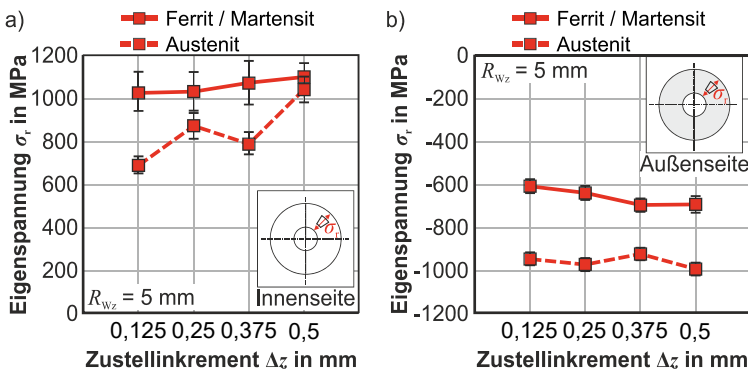 a)
Ferrit / Martensit
Austenit
Eigenspannung σr in MPa
1200
1000
800
600
400
200
0
RWz = 5 mm
σr
Innenseite
0,125 0,25 0,375 0,5
Zustellinkrement Δz in mm
b)
Ferrit / Martensit
Austenit
Eigenspannung σr in MPa
0
-200
-400
-600
-800
-1000
-1200
RWz = 5 mm
σr
Außenseite
0,125 0,25 0,375 0,5
Zustellinkrement Δz in mm